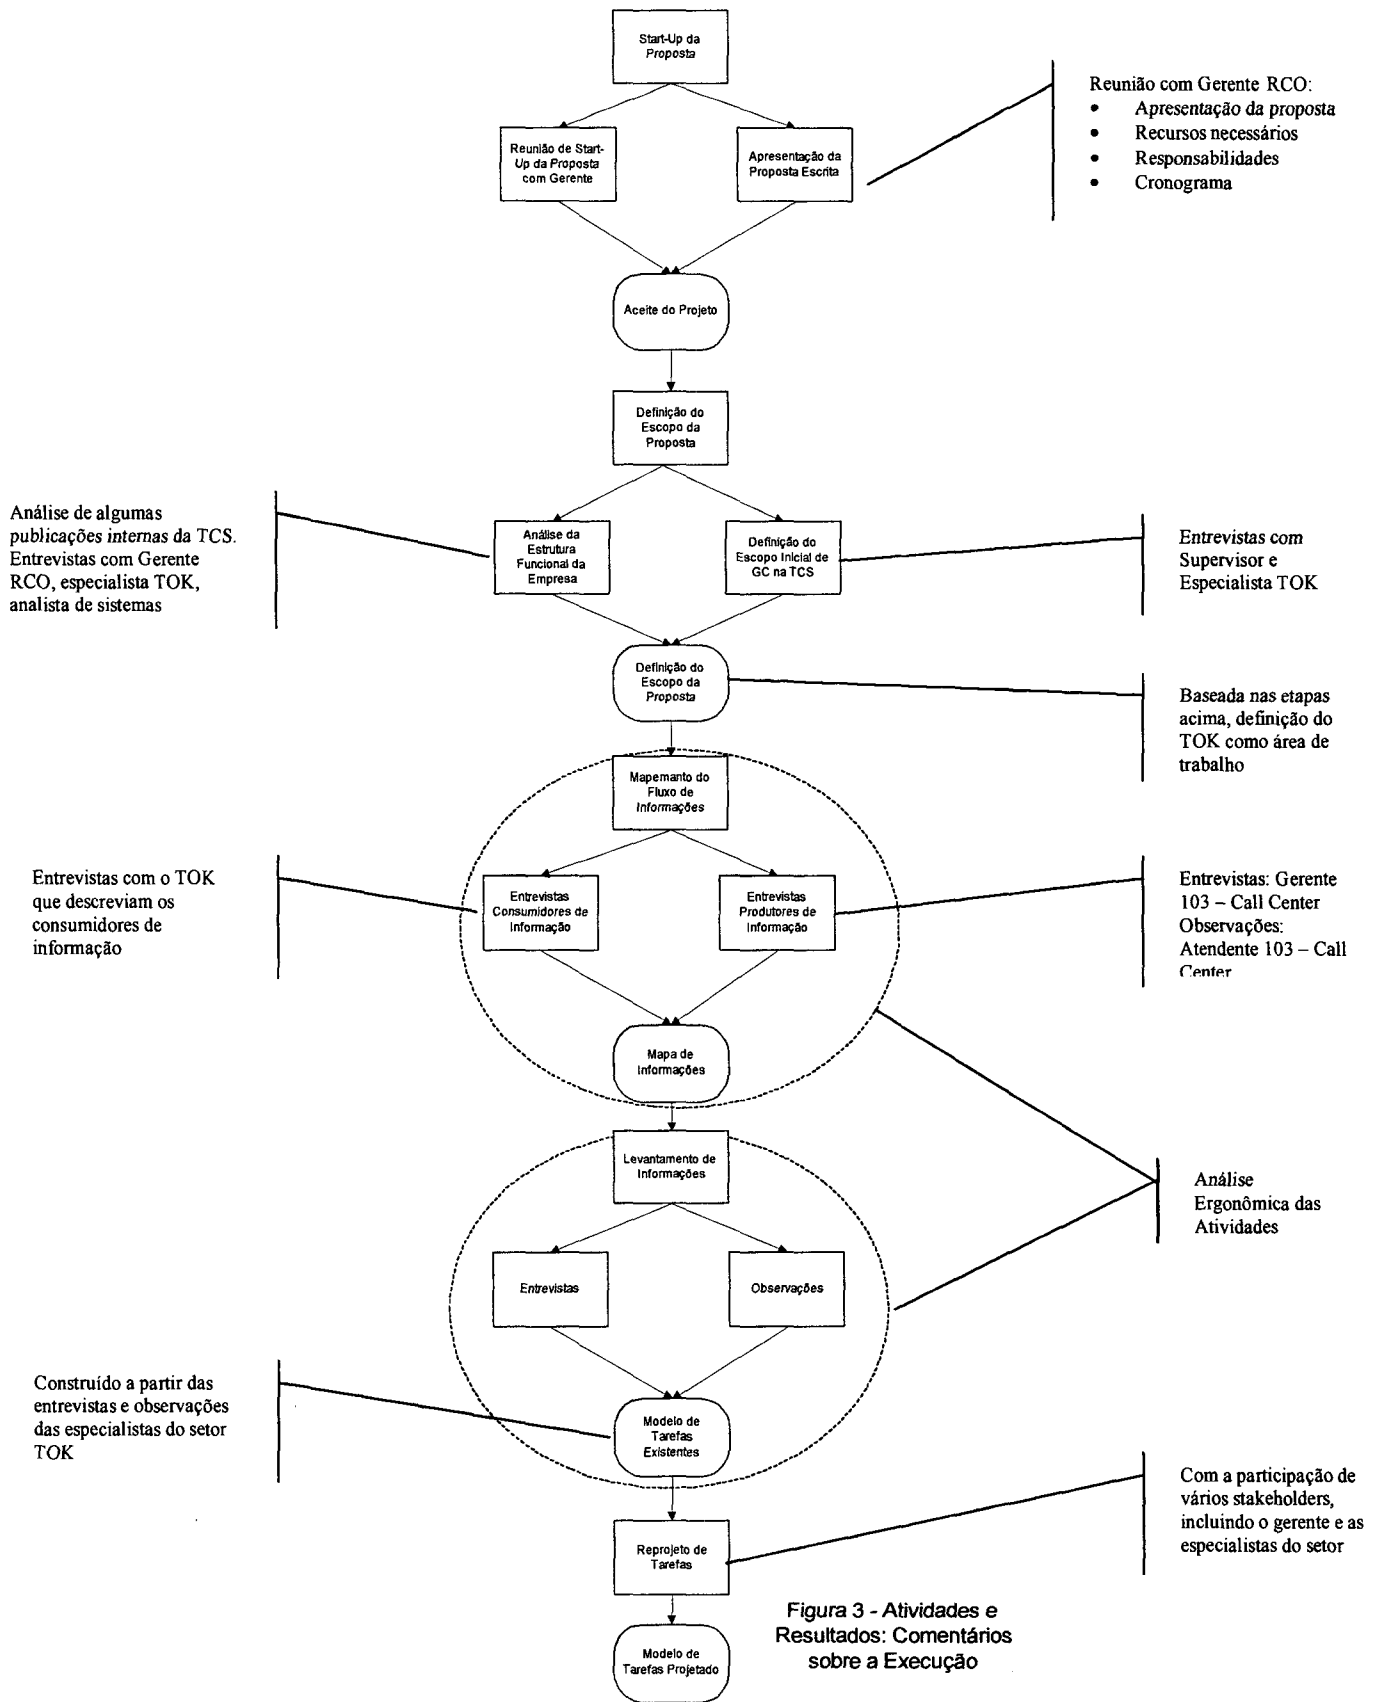 Start-Up da
Proposta
Reunião com Gerente RCO:
• Apresentação da proposta
• Recursos necessários
• Responsabilidades
• Cronograma
Reunião de Start-
Up da Proposta
com Gerente
Apresentação da
Proposta Escrita
Aceite do Projeto
Definição do
Escopo da
Proposta
Análise de algumas
publicações internas da TCS.
Entrevistas com Gerente
RCO, especialista TOK,
analista de sistemas
Análise da
Estrutura
Funcional da
Empresa
Definição do
Escopo Inicial de
GC na TCS
Entrevistas com
Supervisor e
Especialista TOK
Definição do
Escopo da
Proposta
Baseada nas etapas
acima, definição do
TOK como área de
trabalho
Mapemanto do
Fluxo de
Informações
Entrevistas com o TOK
que descreviam os
consumidores de
informação
Entrevistas
Consumidores de
Informação
Entrevistas
Produtores de
Informação
Entrevistas: Gerente
103 – Call Center
Observações:
Atendente 103 – Call
Center
Mapa de
Informações
Levantamento de
Informações
Análise
Ergonômica das
Atividades
Entrevistas
Observações
Construído a partir das
entrevistas e observações
das especialistas do setor
TOK
Modelo de
Tarefas
Existentes
Com a participação de
vários stakeholders,
incluindo o gerente e as
especialistas do setor
Reprojeto de
Tarefas
Modelo de
Tarefas Projetado
Figura 3 - Atividades e
Resultados: Comentários
sobre a Execução